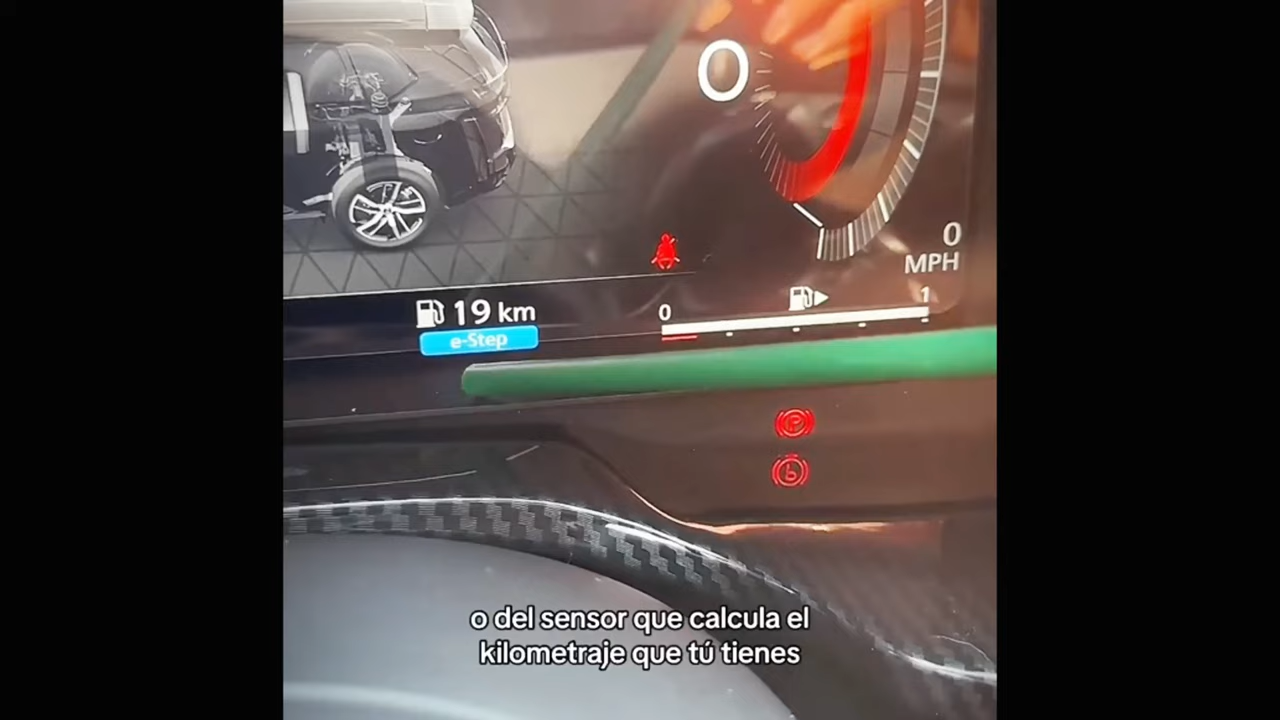 0
0
MPH
19 km
e-Step
0
1
P
o del sensor que calcula el
kilometraje que tú tienes